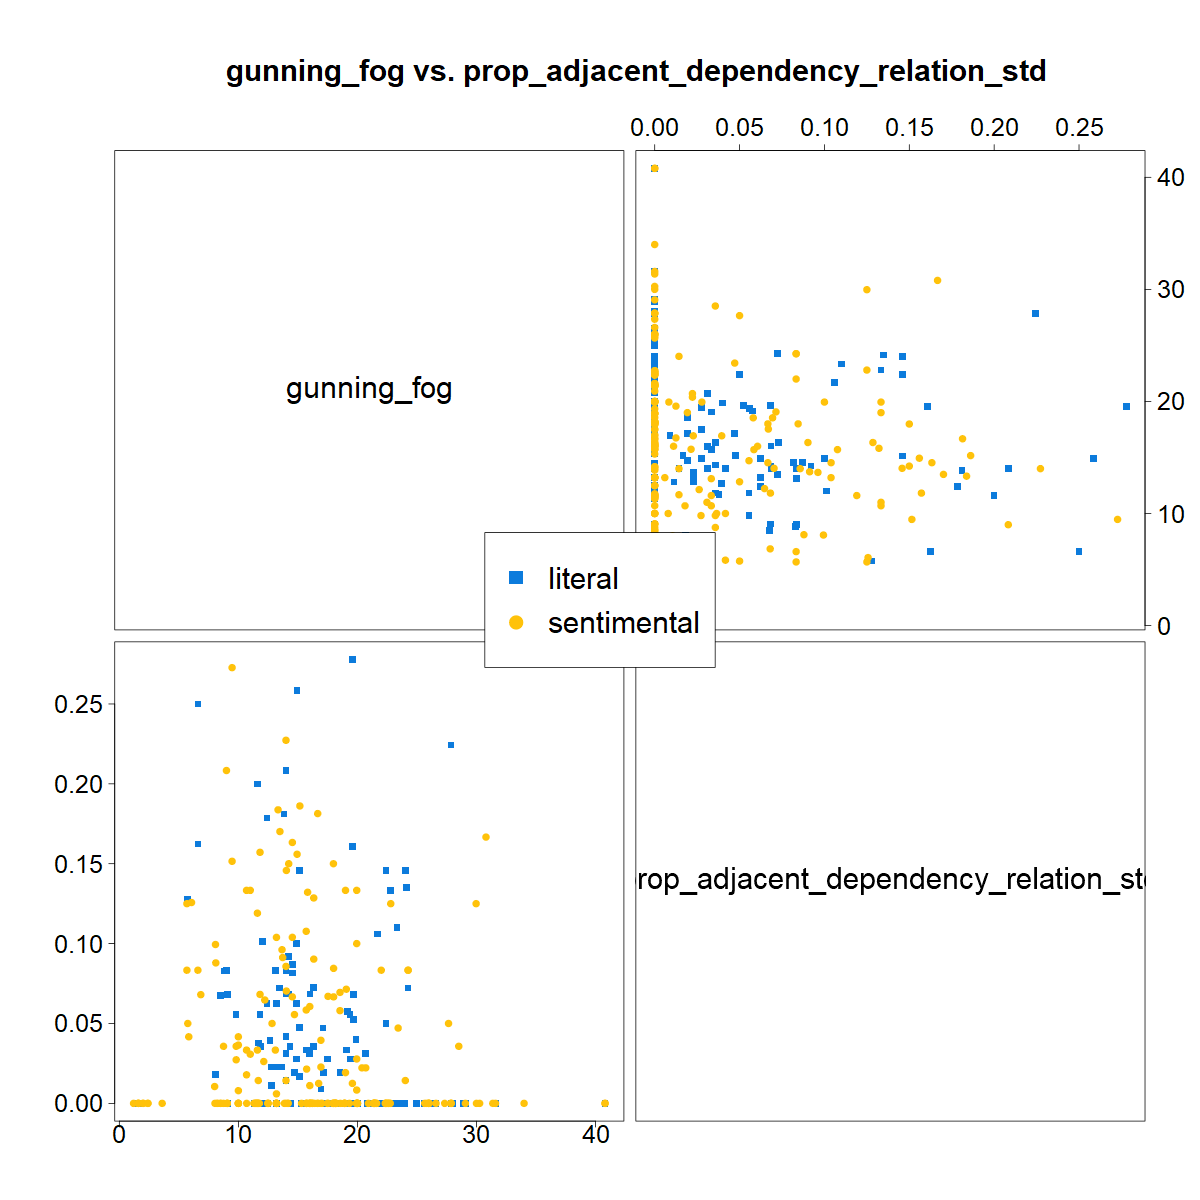 gunning_fog vs. prop_adjacent_dependency_relation_std
0.00 0.05 0.10 0.15 0.20 0.25
gunning_fog
40
30
20
10
0
literal
sentimental
0.25
0.20
0.15
0.10
0.05
0.00
rop_adjacent_dependency_relation_st
0 10 20 30 40